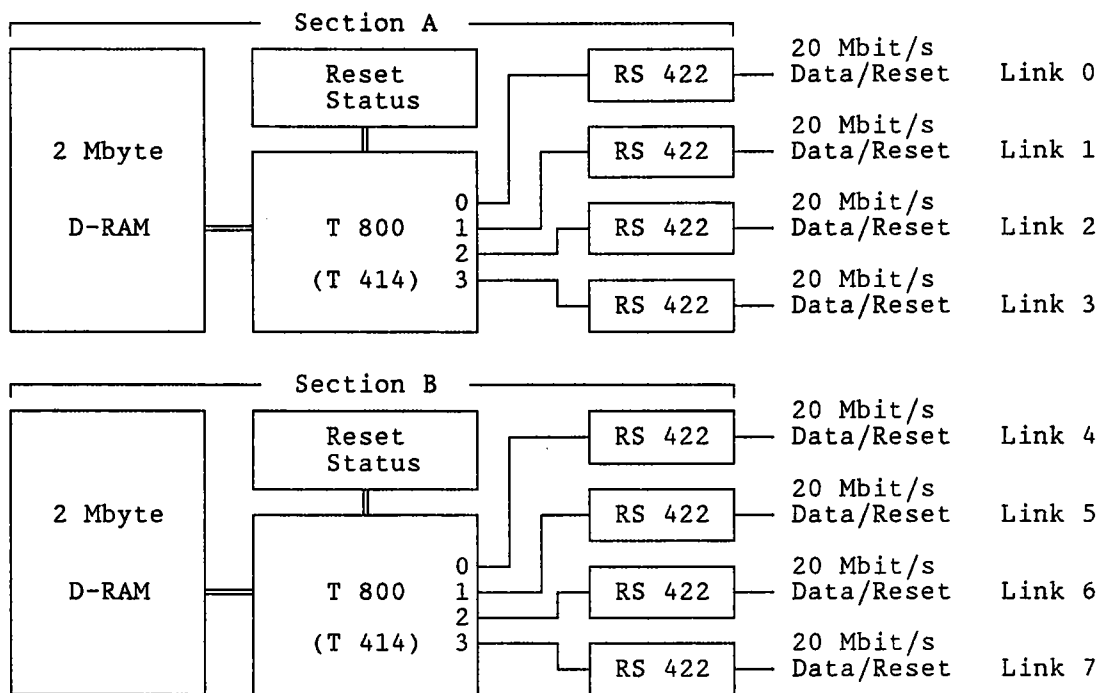 Section A
2 Mbyte
D-RAM
Reset
Status
T 800
(T 414)
0
1
2
3
RS 422
20 Mbit/s
Data/Reset Link 0
RS 422
20 Mbit/s
Data/Reset Link 1
RS 422
20 Mbit/s
Data/Reset Link 2
RS 422
20 Mbit/s
Data/Reset Link 3
Section B
2 Mbyte
D-RAM
Reset
Status
T 800
(T 414)
0
1
2
3
RS 422
20 Mbit/s
Data/Reset Link 4
RS 422
20 Mbit/s
Data/Reset Link 5
RS 422
20 Mbit/s
Data/Reset Link 6
RS 422
20 Mbit/s
Data/Reset Link 7